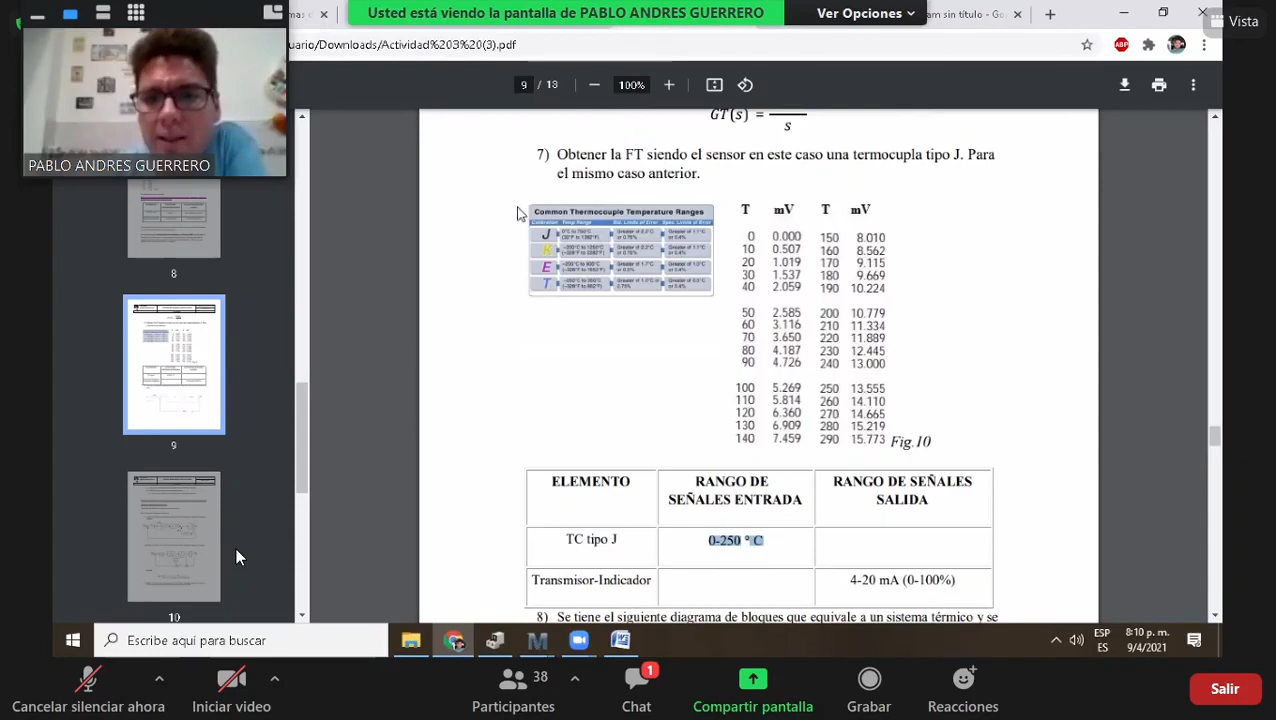 Usted está viendo la pantalla de PABLO ANDRES GUERRERO
Ver Opciones
Vista
uario/Downloads/Actividad%203%20(3).pdf
ABP
9 / 13
100%
PABLO ANDRES GUERRERO
8
9
10
GT(s) =
s
7) Obtener la FT siendo el sensor en este caso una termocupla tipo J. Para
el mismo caso anterior.
Common Thermocouple Temperature Ranges
J
K
E
T
T mV T mV
0 0.000 150 8.010
10 0.507 160 8.562
20 1.019 170 9.115
30 1.537 180 9.669
40 2.059 190 10.224
50 2.585 200 10.779
60 3.116 210 11.334
70 3.650 220 11.889
80 4.187 230 12.445
90 4.726 240 13.000
100 5.269 250 13.555
110 5.814 260 14.110
120 6.360 270 14.665
130 6.909 280 15.219
140 7.459 290 15.773 Fig.10
ELEMENTO RANGO DE SEÑALES ENTRADA RANGO DE SEÑALES SALIDA
TC tipo J 0-250 ° C
Transmisor-Indicador 4-20 mA (0-100%)
8) Se tiene el siguiente diagrama de bloques que equivale a un sistema térmico y se
Escribe aquí para buscar
ESP
ES
8:10 p. m.
9/4/2021
Cancelar silenciar ahora
Iniciar video
38
Participantes
1
Chat
Compartir pantalla
Grabar
Reacciones
Salir